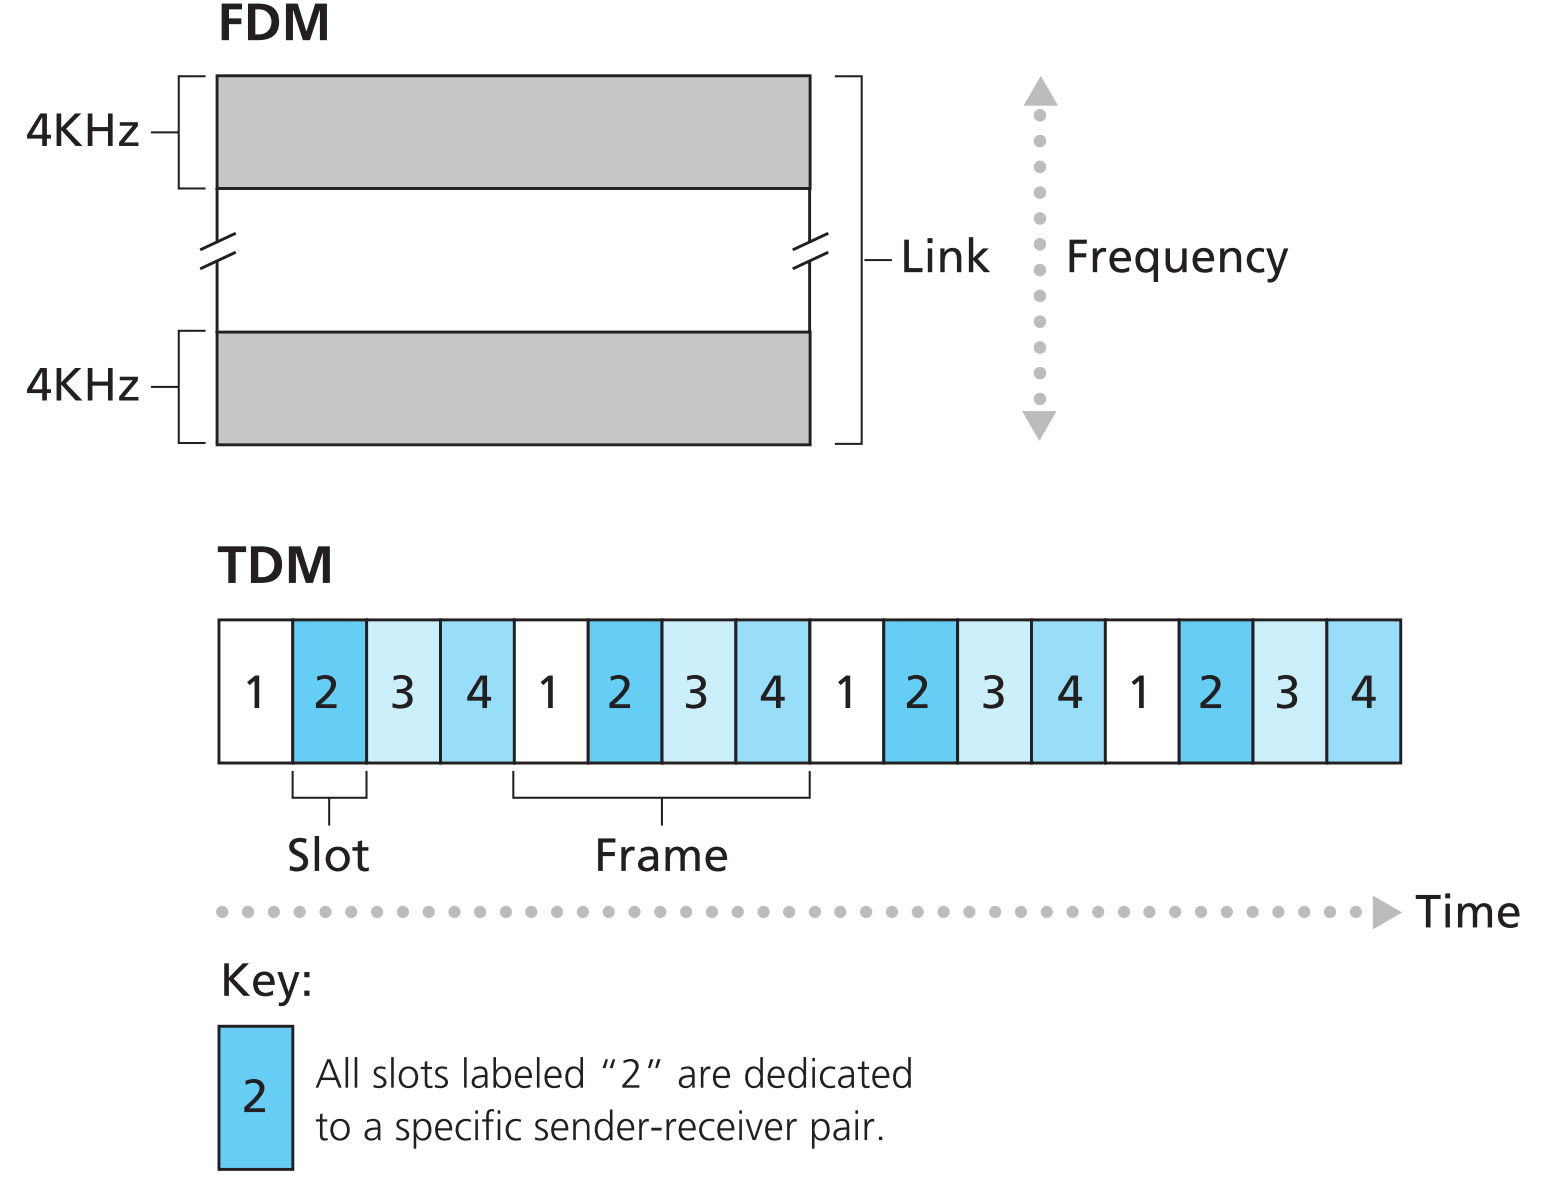 FDM
4KHz
Link
Frequency
4KHz
TDM
1 2 3 4 1 2 3 4 1 2 3 4 1 2 3 4
Slot
Frame
Time
Key:
2
All slots labeled “2” are dedicated
to a specific sender-receiver pair.